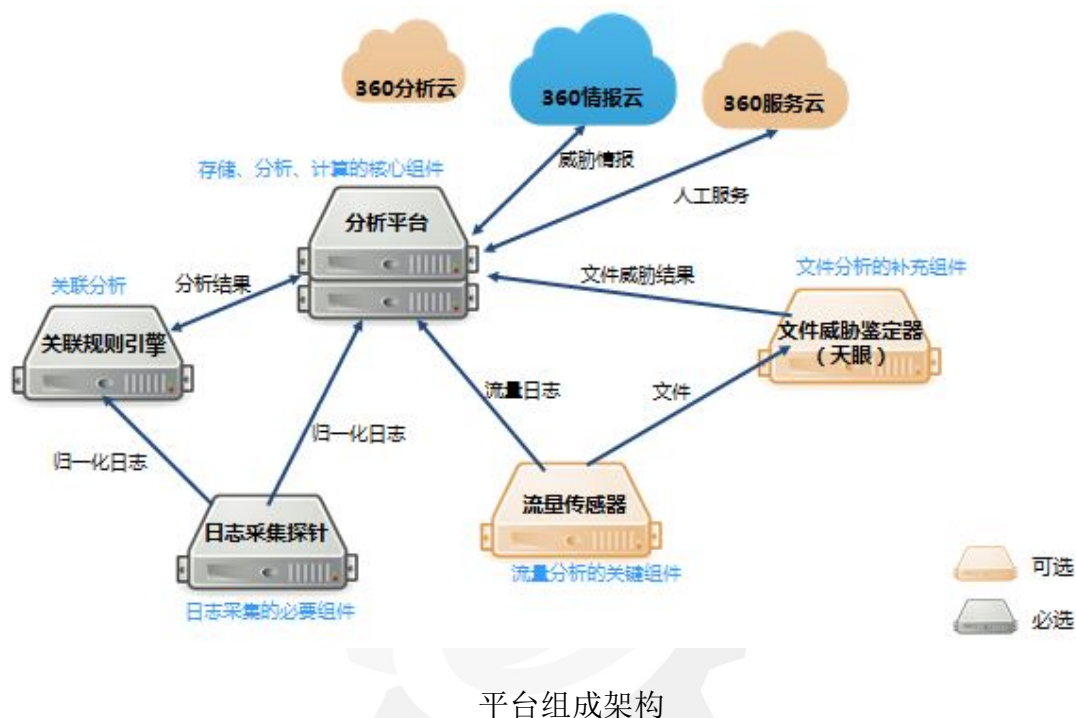 360分析云
360情报云
360服务云
威胁情报
人工服务
存储、分析、计算的核心组件
分析平台
文件威胁结果
文件分析的补充组件
关联分析
分析结果
关联规则引擎
文件威胁鉴定器
（天眼）
流量日志
文件
归一化日志
归一化日志
日志采集探针
流量传感器
流量分析的关键组件
日志采集的必要组件
可选
必选
平台组成架构